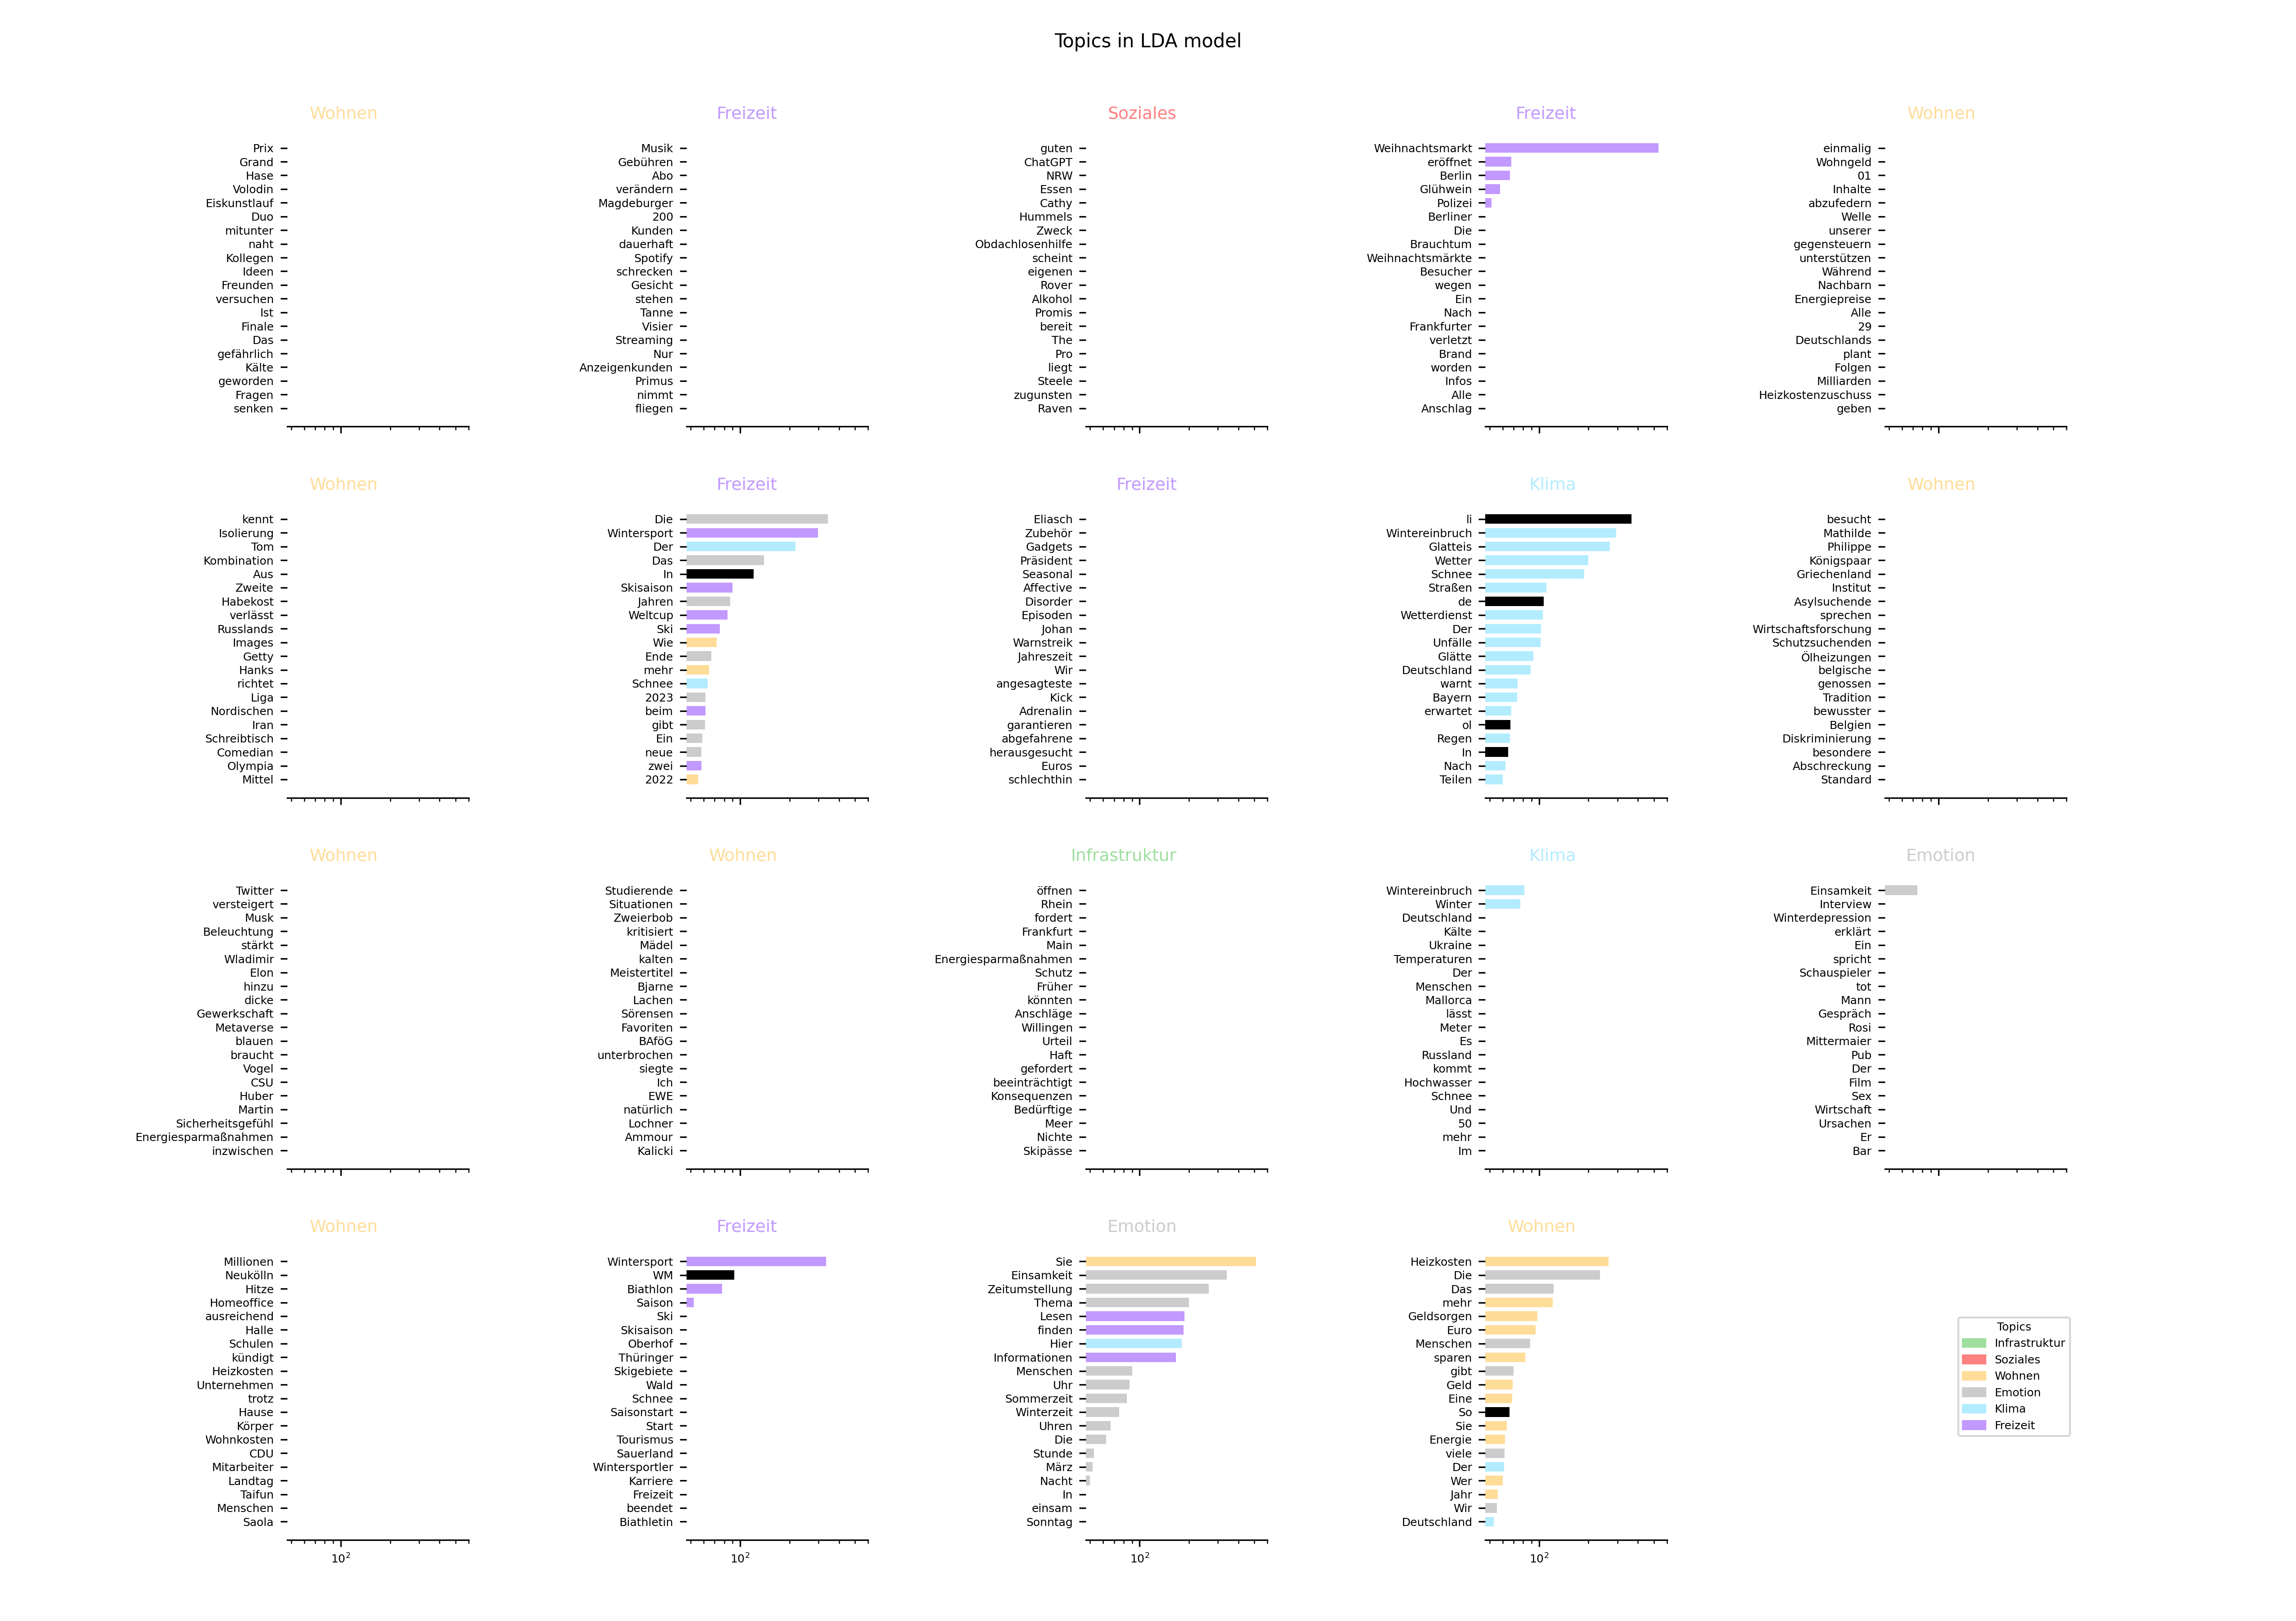 Topics in LDA model
Wohnen
Prix
Grand
Hase
Volodin
Eiskunstlauf
Duo
mitunter
naht
Kollegen
Ideen
Freunden
versuchen
Ist
Finale
Das
gefährlich
Kälte
geworden
Fragen
senken
Freizeit
Musik
Gebühren
Abo
verändern
Magdeburger
200
Kunden
dauerhaft
Spotify
schrecken
Gesicht
stehen
Tanne
Visier
Streaming
Nur
Anzeigenkunden
Primus
nimmt
fliegen
Soziales
guten
ChatGPT
NRW
Essen
Cathy
Hummels
Zweck
Obdachlosenhilfe
scheint
eigenen
Rover
Alkohol
Promis
bereit
The
Pro
liegt
Steele
zugunsten
Raven
Freizeit
Weihnachtsmarkt
eröffnet
Berlin
Glühwein
Polizei
Berliner
Die
Brauchtum
Weihnachtsmärkte
Besucher
wegen
Ein
Nach
Frankfurter
verletzt
Brand
worden
Infos
Alle
Anschlag
Wohnen
einmalig
Wohngeld
01
Inhalte
abzufedern
Welle
unserer
gegensteuern
unterstützen
Während
Nachbarn
Energiepreise
Alle
29
Deutschlands
plant
Folgen
Milliarden
Heizkostenzuschuss
geben
Wohnen
kennt
Isolierung
Tom
Kombination
Aus
Zweite
Habekost
verlässt
Russlands
Images
Getty
Hanks
richtet
Liga
Nordischen
Iran
Schreibtisch
Comedian
Olympia
Mittel
Freizeit
Die
Wintersport
Der
Das
In
Skisaison
Jahren
Weltcup
Ski
Wie
Ende
mehr
Schnee
2023
beim
gibt
Ein
neue
zwei
2022
Freizeit
Eliasch
Zubehör
Gadgets
Präsident
Seasonal
Affective
Disorder
Episoden
Johan
Warnstreik
Jahreszeit
Wir
angesagteste
Kick
Adrenalin
garantieren
abgefahrene
herausgesucht
Euros
schlechthin
Klima
li
Wintereinbruch
Glatteis
Wetter
Schnee
Straßen
de
Wetterdienst
Der
Unfälle
Glätte
Deutschland
warnt
Bayern
erwartet
ol
Regen
In
Nach
Teilen
Wohnen
besucht
Mathilde
Philippe
Königspaar
Griechenland
Institut
Asylsuchende
sprechen
Wirtschaftsforschung
Schutzsuchenden
Ölheizungen
belgische
genossen
Tradition
bewusster
Belgien
Diskriminierung
besondere
Abschreckung
Standard
Wohnen
Twitter
versteigert
Musk
Beleuchtung
stärkt
Wladimir
Elon
hinzu
dicke
Gewerkschaft
Metaverse
blauen
braucht
Vogel
CSU
Huber
Martin
Sicherheitsgefühl
Energiesparmaßnahmen
inzwischen
Wohnen
Studierende
Situationen
Zweierbob
kritisiert
Mädel
kalten
Meistertitel
Bjarne
Lachen
Sörensen
Favoriten
BAföG
unterbrochen
siegte
Ich
EWE
natürlich
Lochner
Ammour
Kalicki
Infrastruktur
öffnen
Rhein
fordert
Frankfurt
Main
Energiesparmaßnahmen
Schutz
Früher
könnten
Anschläge
Willingen
Urteil
Haft
gefordert
beeinträchtigt
Konsequenzen
Bedürftige
Meer
Nichte
Skipässe
Klima
Wintereinbruch
Winter
Deutschland
Kälte
Ukraine
Temperaturen
Der
Menschen
Mallorca
lässt
Meter
Es
Russland
kommt
Hochwasser
Schnee
Und
50
mehr
Im
Emotion
Einsamkeit
Interview
Winterdepression
erklärt
Ein
spricht
Schauspieler
tot
Mann
Gespräch
Rosi
Mittermaier
Pub
Der
Film
Sex
Wirtschaft
Ursachen
Er
Bar
Wohnen
Millionen
Neukölln
Hitze
Homeoffice
ausreichend
Halle
Schulen
kündigt
Heizkosten
Unternehmen
trotz
Hause
Körper
Wohnkosten
CDU
Mitarbeiter
Landtag
Taifun
Menschen
Saola
10²
Freizeit
Wintersport
WM
Biathlon
Saison
Ski
Skisaison
Oberhof
Thüringer
Skigebiete
Wald
Schnee
Saisonstart
Start
Tourismus
Sauerland
Wintersportler
Karriere
Freizeit
beendet
Biathletin
10²
Emotion
Sie
Einsamkeit
Zeitumstellung
Thema
Lesen
finden
Hier
Informationen
Menschen
Uhr
Sommerzeit
Winterzeit
Uhren
Die
Stunde
März
Nacht
In
einsam
Sonntag
10²
Wohnen
Heizkosten
Die
Das
mehr
Geldsorgen
Euro
Menschen
sparen
gibt
Geld
Eine
So
Sie
Energie
viele
Der
Wer
Jahr
Wir
Deutschland
10²
Topics
Infrastruktur
Soziales
Wohnen
Emotion
Klima
Freizeit